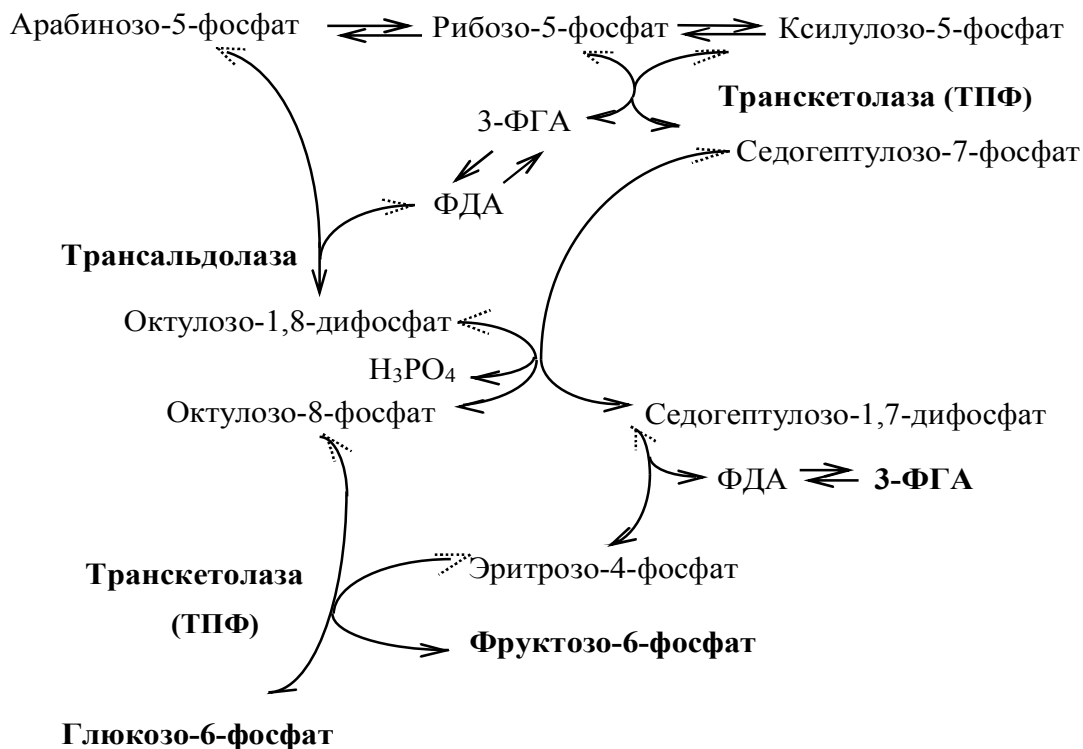 Арабинозо-5-фосфат Рибозо-5-фосфат Ксилулозо-5-фосфат
Транскетолаза (ТПФ)
3-ФГА
Седогептулозо-7-фосфат
ФДА
Трансальдолаза
Октулозо-1,8-дифосфат
H₃PO₄
Октулозо-8-фосфат Седогептулозо-1,7-дифосфат
ФДА 3-ФГА
Эритрозо-4-фосфат
Транскетолаза
(ТПФ)
Фруктозо-6-фосфат
Глюкозо-6-фосфат